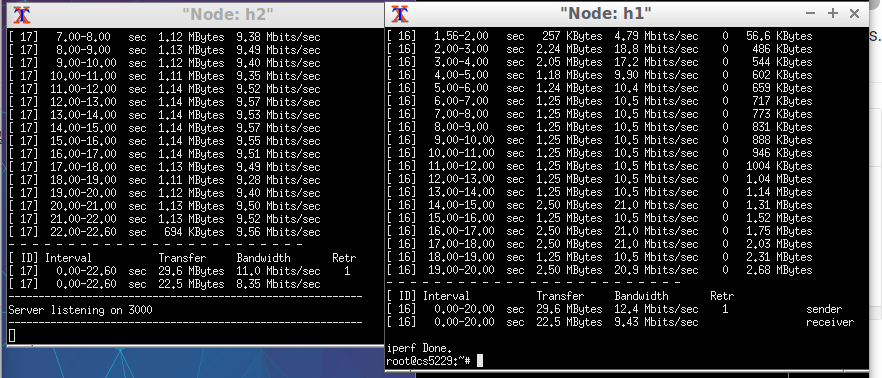 "Node: h2"
[ 17]   7.00-8.00   sec  1.12 MBytes  9.38 Mbits/sec
[ 17]   8.00-9.00   sec  1.13 MBytes  9.49 Mbits/sec
[ 17]   9.00-10.00  sec  1.12 MBytes  9.40 Mbits/sec
[ 17]  10.00-11.00  sec  1.11 MBytes  9.35 Mbits/sec
[ 17]  11.00-12.00  sec  1.14 MBytes  9.52 Mbits/sec
[ 17]  12.00-13.00  sec  1.14 MBytes  9.57 Mbits/sec
[ 17]  13.00-14.00  sec  1.14 MBytes  9.53 Mbits/sec
[ 17]  14.00-15.00  sec  1.14 MBytes  9.57 Mbits/sec
[ 17]  15.00-16.00  sec  1.14 MBytes  9.55 Mbits/sec
[ 17]  16.00-17.00  sec  1.14 MBytes  9.51 Mbits/sec
[ 17]  17.00-18.00  sec  1.13 MBytes  9.49 Mbits/sec
[ 17]  18.00-19.00  sec  1.11 MBytes  9.28 Mbits/sec
[ 17]  19.00-20.00  sec  1.12 MBytes  9.40 Mbits/sec
[ 17]  20.00-21.00  sec  1.13 MBytes  9.50 Mbits/sec
[ 17]  21.00-22.00  sec  1.13 MBytes  9.52 Mbits/sec
[ 17]  22.00-22.60  sec   694 KBytes  9.56 Mbits/sec
- - - - - - - - - - - - - - - - - - - - - - - - -
[ ID] Interval           Transfer     Bandwidth       Retr
[ 17]   0.00-22.60  sec  29.6 MBytes  11.0 Mbits/sec    1
[ 17]   0.00-22.60  sec  22.5 MBytes  8.35 Mbits/sec
-----------------------------------------------------------
Server listening on 3000
-----------------------------------------------------------
"Node: h1"
[ 16]   1.56-2.00   sec   257 KBytes  4.79 Mbits/sec    0   56.6 KBytes
[ 16]   2.00-3.00   sec  2.24 MBytes  18.8 Mbits/sec    0    486 KBytes
[ 16]   3.00-4.00   sec  2.05 MBytes  17.2 Mbits/sec    0    544 KBytes
[ 16]   4.00-5.00   sec  1.18 MBytes  9.90 Mbits/sec    0    602 KBytes
[ 16]   5.00-6.00   sec  1.24 MBytes  10.4 Mbits/sec    0    659 KBytes
[ 16]   6.00-7.00   sec  1.25 MBytes  10.5 Mbits/sec    0    717 KBytes
[ 16]   7.00-8.00   sec  1.25 MBytes  10.5 Mbits/sec    0    773 KBytes
[ 16]   8.00-9.00   sec  1.25 MBytes  10.5 Mbits/sec    0    831 KBytes
[ 16]   9.00-10.00  sec  1.25 MBytes  10.5 Mbits/sec    0    888 KBytes
[ 16]  10.00-11.00  sec  1.25 MBytes  10.5 Mbits/sec    0    946 KBytes
[ 16]  11.00-12.00  sec  1.25 MBytes  10.5 Mbits/sec    0   1004 KBytes
[ 16]  12.00-13.00  sec  1.25 MBytes  10.5 Mbits/sec    0   1.04 MBytes
[ 16]  13.00-14.00  sec  1.25 MBytes  10.5 Mbits/sec    0   1.14 MBytes
[ 16]  14.00-15.00  sec  2.50 MBytes  21.0 Mbits/sec    0   1.31 MBytes
[ 16]  15.00-16.00  sec  1.25 MBytes  10.5 Mbits/sec    0   1.52 MBytes
[ 16]  16.00-17.00  sec  2.50 MBytes  21.0 Mbits/sec    0   1.75 MBytes
[ 16]  17.00-18.00  sec  2.50 MBytes  21.0 Mbits/sec    0   2.03 MBytes
[ 16]  18.00-19.00  sec  1.25 MBytes  10.5 Mbits/sec    0   2.31 MBytes
[ 16]  19.00-20.00  sec  2.50 MBytes  20.9 Mbits/sec    0   2.68 MBytes
- - - - - - - - - - - - - - - - - - - - - - - - -
[ ID] Interval           Transfer     Bandwidth       Retr
[ 16]   0.00-20.00  sec  29.6 MBytes  12.4 Mbits/sec    1             sender
[ 16]   0.00-20.00  sec  22.5 MBytes  9.43 Mbits/sec                  receiver
iperf Done.
root@cs5229:~#
s.